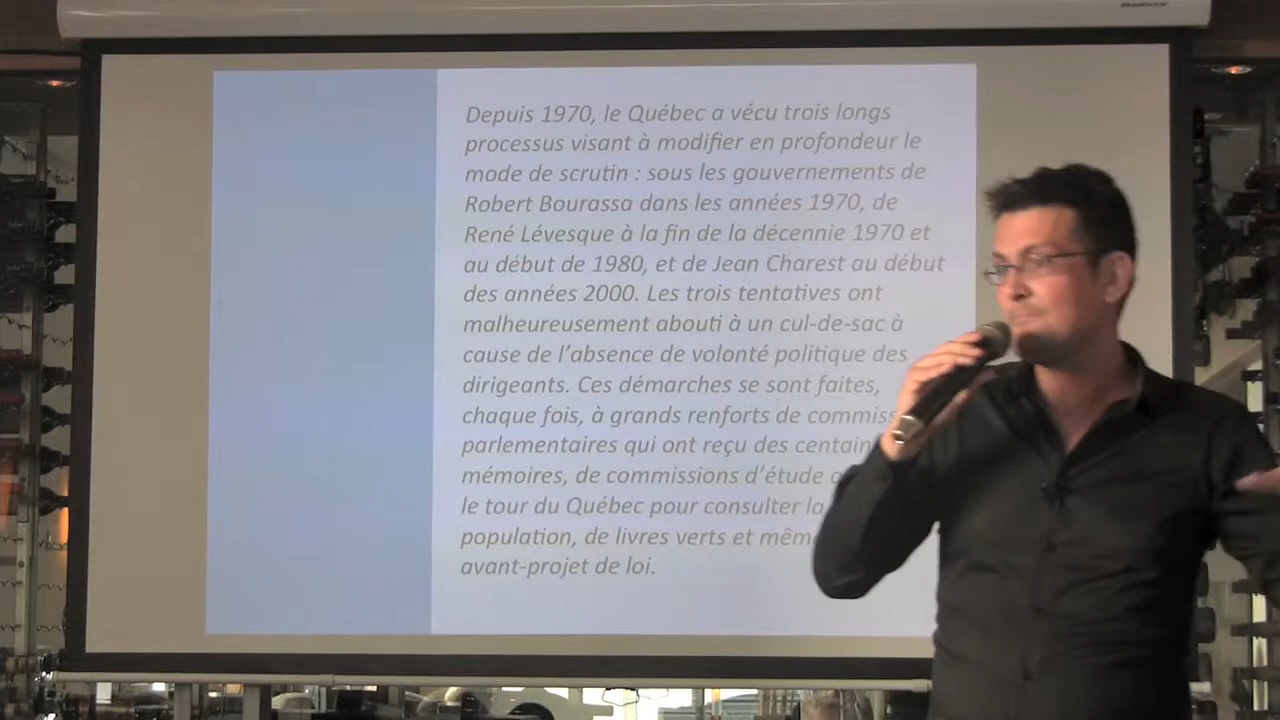 Depuis 1970, le Québec a vécu trois longs
processus visant à modifier en profondeur le
mode de scrutin : sous les gouvernements de
Robert Bourassa dans les années 1970, de
René Lévesque à la fin de la décennie 1970 et
au début de 1980, et de Jean Charest au début
des années 2000. Les trois tentatives ont
malheureusement abouti à un cul-de-sac à
cause de l’absence de volonté politique des
dirigeants. Ces démarches se sont faites,
chaque fois, à grands renforts de
parlementaires qui ont reçu des
mémoires, de commissions d’étude
le tour du Québec pour consulter la
population, de livres verts et
avant-projet de loi.